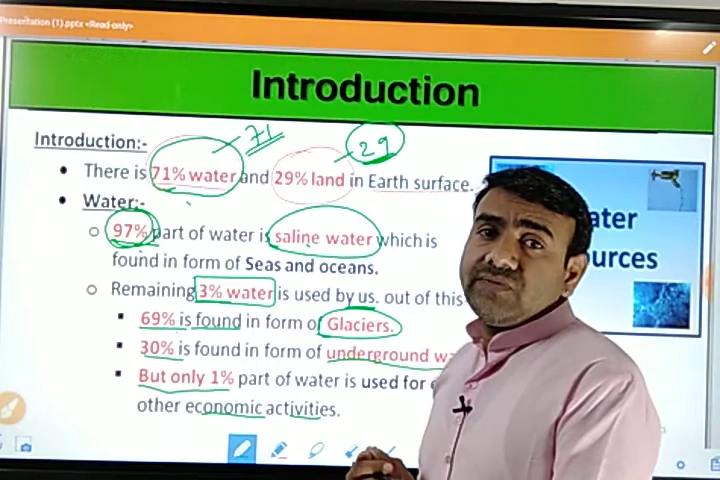 Presentation (1).pptx <Read-only>
Introduction
71
29
Introduction:-
There is 71% water and 29% land in Earth surface.
Water:-
97% part of water is saline water which is
found in form of Seas and oceans.
Remaining 3% water is used by us. out of this
69% is found in form of Glaciers.
30% is found in form of underground
But only 1% part of water is used for
other economic activities.